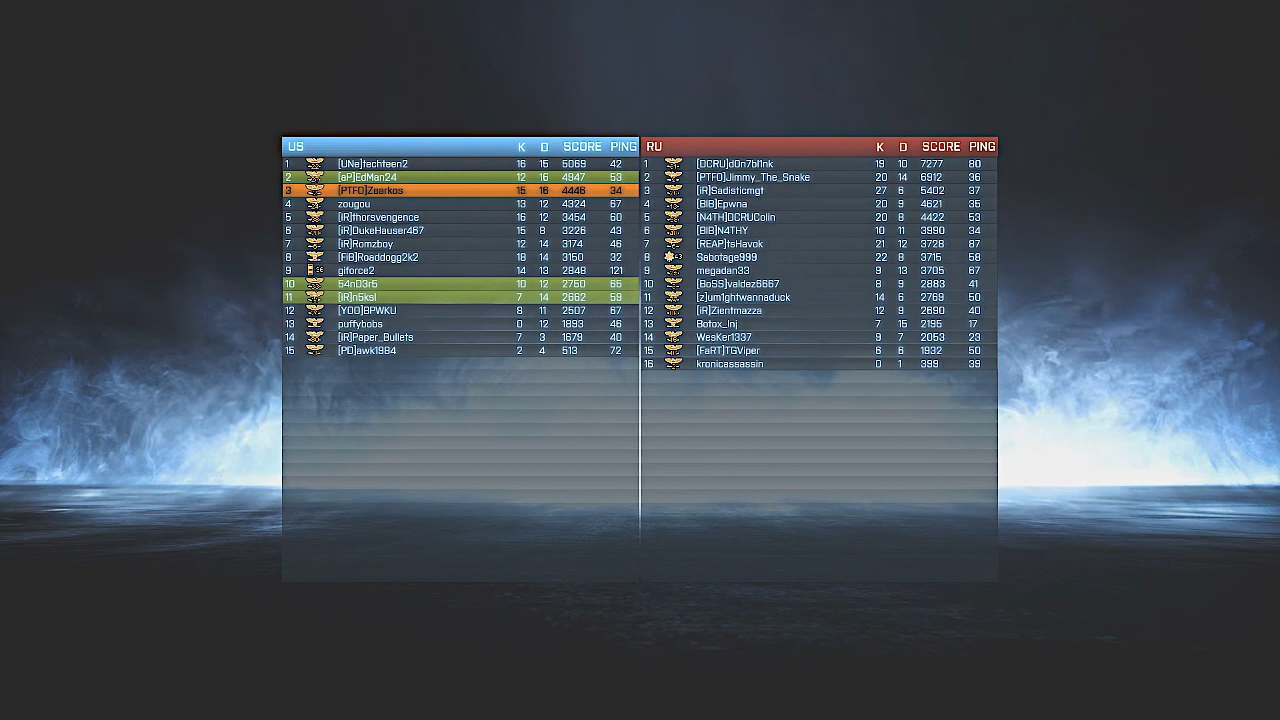 US K D SCORE PING
1 [UNe]techteen2 16 15 5069 42
2 [aP]EdMan24 12 16 4947 53
3 [PTFO]Zearkos 15 16 4446 34
4 zougou 13 12 4324 67
5 [IR]thorsvengence 16 12 3454 60
6 [iR]DukeHauser467 15 8 3226 43
7 [iR]Romzboy 12 14 3174 46
8 [FiB]Roaddogg2k2 18 14 3150 32
9 giforce2 14 13 2848 121
10 54nD3r5 10 12 2750 65
11 [IR]n5ksl 7 14 2662 59
12 [YOO]BPWKU 8 11 2507 67
13 puffybobs 0 12 1893 46
14 [IR]Paper_Bullets 7 3 1679 40
15 [PO]awk1984 2 4 513 72
RU K D SCORE PING
1 [DCRU]d0n7bl1nk 19 10 7277 80
2 [PTFO]Jimmy_The_Snake 20 14 6912 36
3 [iR]Sadisticmgt 27 6 5402 37
4 [BIB]Epwna 20 9 4621 35
5 [N4TH]DCRUColin 20 8 4422 53
6 [BIB]N4THY 10 11 3990 34
7 [REAP]tsHavok 21 12 3728 87
8 Sabotage999 22 8 3715 58
9 megadan33 9 13 3705 67
10 [BoSS]valdez6667 8 9 2883 41
11 [z]um1ghtwannaduck 14 6 2769 50
12 [iR]Zientmazza 12 9 2690 40
13 Botox_Inj 7 15 2195 17
14 WesKer1337 9 7 2053 23
15 [FaRT]TGViper 6 6 1932 50
16 kronicassassin 0 1 399 39